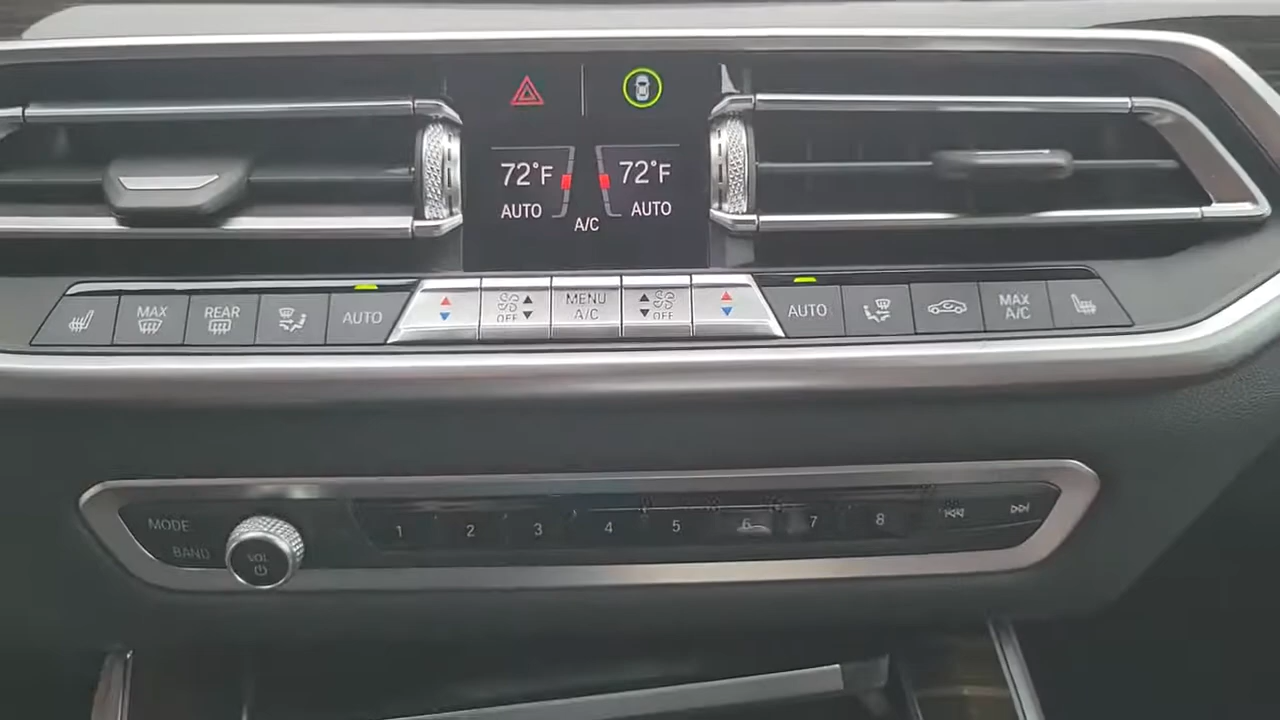 72°F 72°F
AUTO AUTO
A/C
MAX
REAR
AUTO
OFF
MENU
A/C
OFF
AUTO
MAX
A/C
MODE
BAND
VOL
1 2 3 4 5 6 7 8